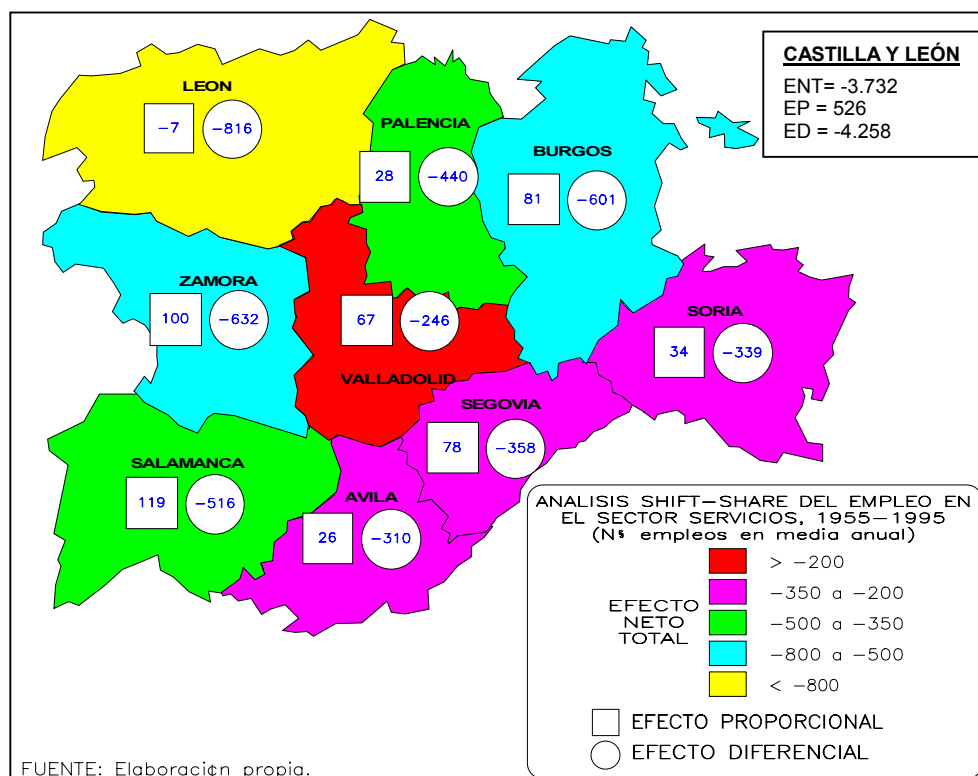 CASTILLA Y LEÓN
ENT= -3.732
EP = 526
ED = -4.258
LEON
-7
-816
PALENCIA
28
-440
BURGOS
81
-601
ZAMORA
100
-632
67
-246
VALLADOLID
SORIA
34
-339
SEGOVIA
78
-358
SALAMANCA
119
-516
AVILA
26
-310
ANALISIS SHIFT-SHARE DEL EMPLEO EN
EL SECTOR SERVICIOS, 1955-1995
(Nº empleos en media anual)
EFECTO
NETO
TOTAL
> -200
-350 a -200
-500 a -350
-800 a -500
< -800
EFECTO PROPORCIONAL
EFECTO DIFERENCIAL
FUENTE: Elaboración propia.